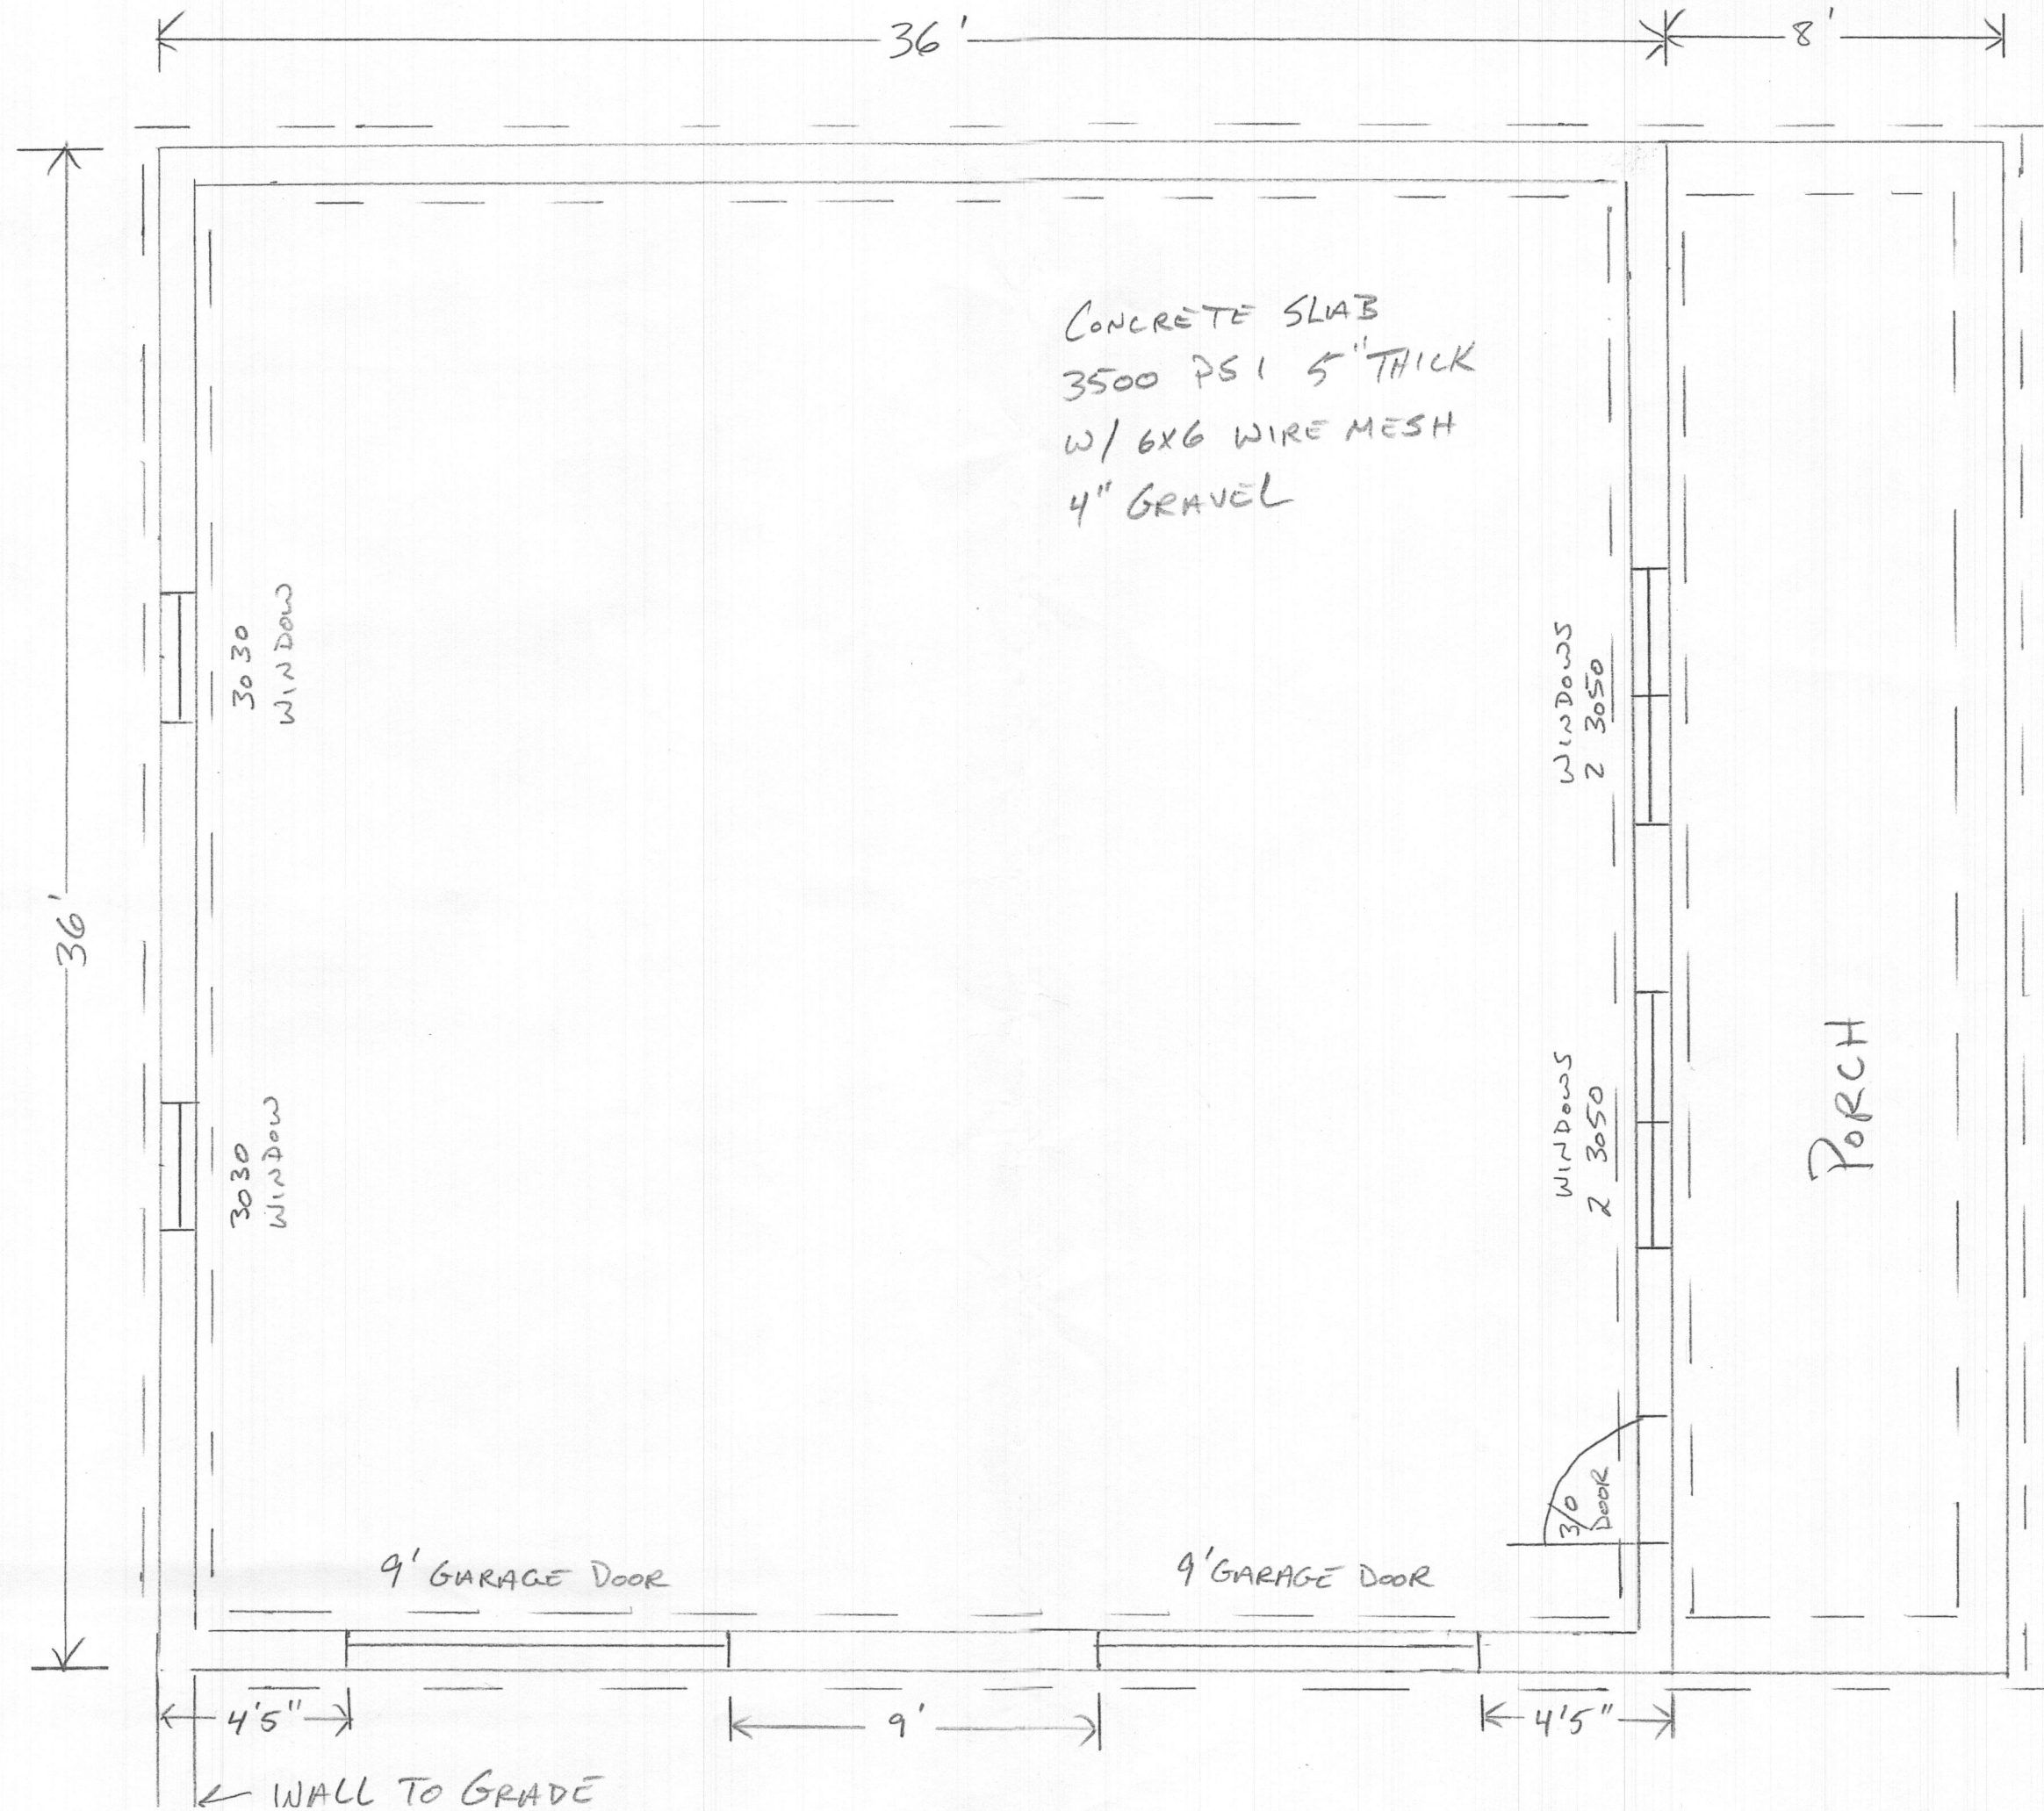 36'
8'
36'
CONCRETE SLAB
3500 PSI 5" THICK
W/ 6X6 WIRE MESH
4" GRAVEL
3030
WINDOW
WINDOWS
2 3050
3030
WINDOW
WINDOWS
2 3050
PORCH
3/0
DOOR
9' GARAGE DOOR
9' GARAGE DOOR
4'5"
9'
4'5"
WALL TO GRADE